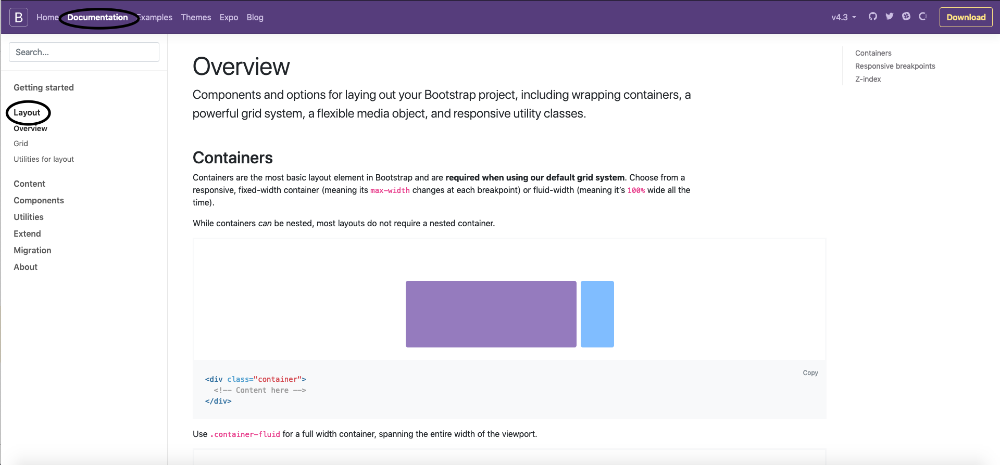 B Home Documentation Examples Themes Expo Blog v4.3 Download
Search...
Getting started
Layout
Overview
Grid
Utilities for layout
Content
Components
Utilities
Extend
Migration
About
Overview
Components and options for laying out your Bootstrap project, including wrapping containers, a
powerful grid system, a flexible media object, and responsive utility classes.
Containers
Containers are the most basic layout element in Bootstrap and are required when using our default grid system. Choose from a
responsive, fixed-width container (meaning its max-width changes at each breakpoint) or fluid-width (meaning it’s 100% wide all the
time).
While containers can be nested, most layouts do not require a nested container.
Copy
<div class="container">
  <!-- Content here -->
</div>
Use .container-fluid for a full width container, spanning the entire width of the viewport.
Containers
Responsive breakpoints
Z-index